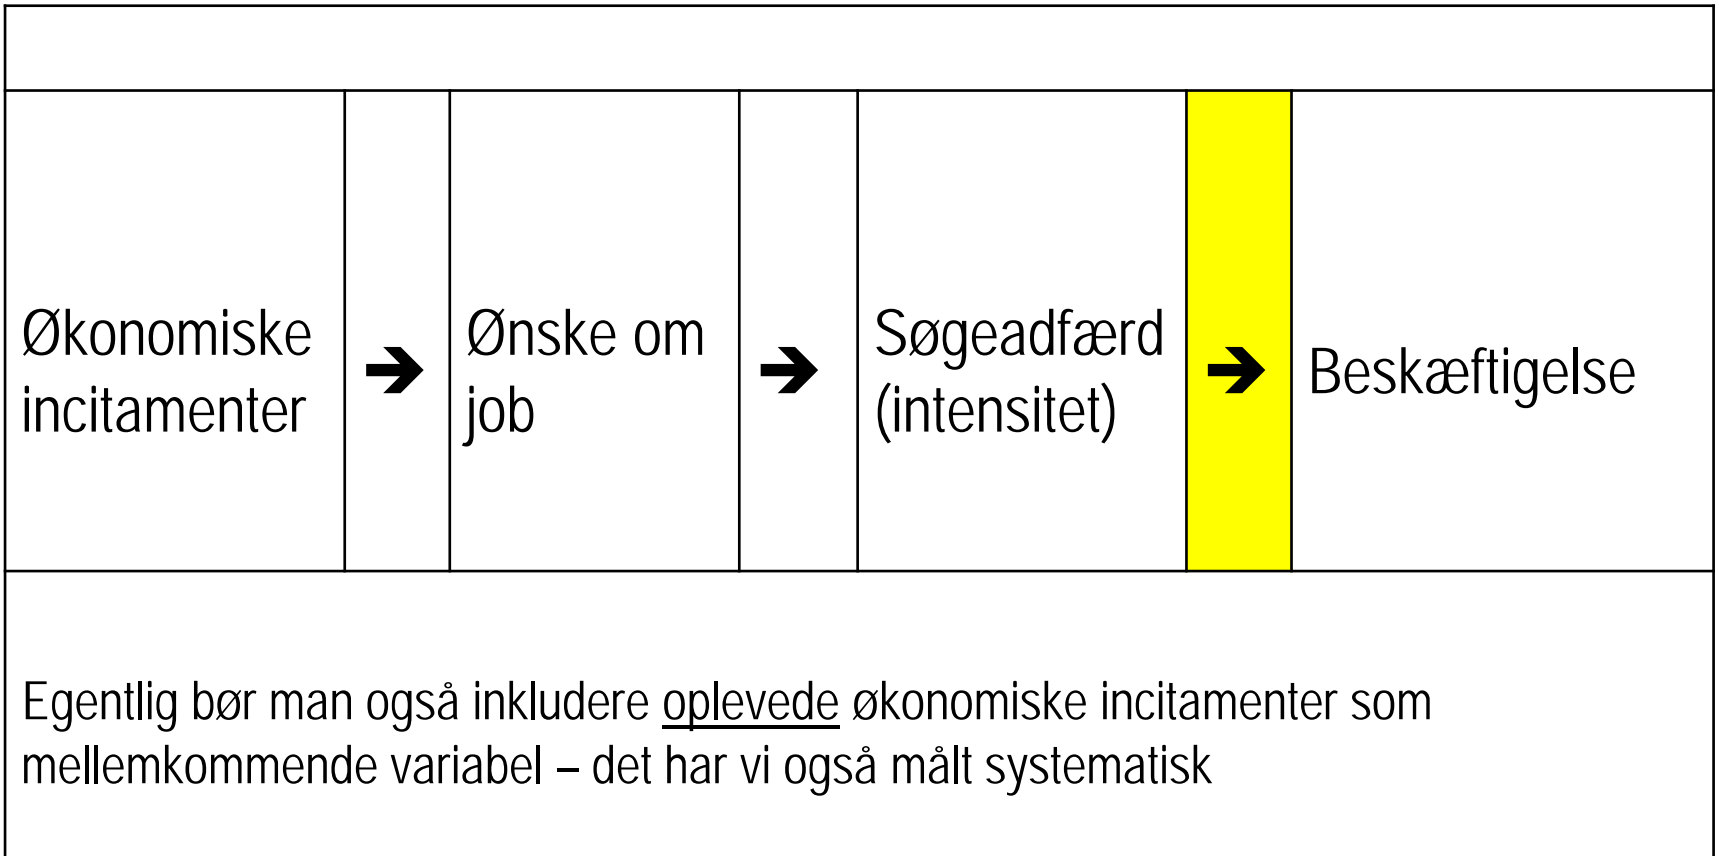 Økonomiske
incitamenter
➔
Ønske om
job
➔
Søgeadfærd
(intensitet)
➔
Beskæftigelse
Egentlig bør man også inkludere oplevede økonomiske incitamenter som
mellemkommende variabel – det har vi også målt systematisk